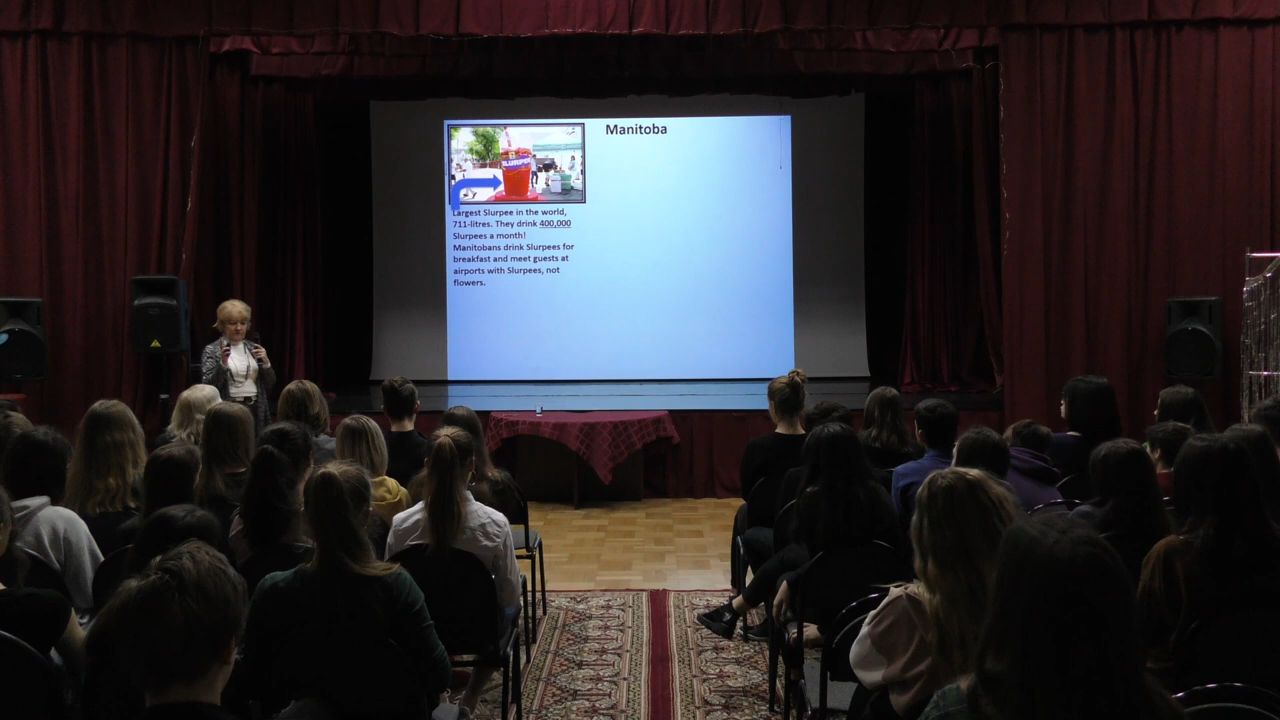 Manitoba
SLURPEE
Largest Slurpee in the world,
711-litres. They drink 400,000
Slurpees a month!
Manitobans drink Slurpees for
breakfast and meet guests at
airports with Slurpees, not
flowers.